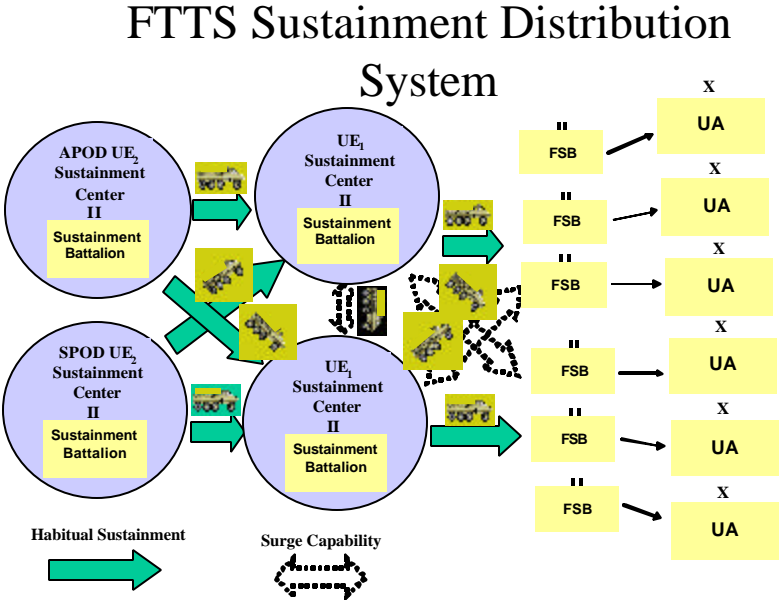 FTTS Sustainment Distribution
System
APOD UE2
Sustainment
Center
II
Sustainment
Battalion
UE1
Sustainment
Center
II
Sustainment
Battalion
SPOD UE2
Sustainment
Center
II
Sustainment
Battalion
UE1
Sustainment
Center
II
Sustainment
Battalion
II
FSB
X
UA
II
FSB
X
UA
II
FSB
X
UA
II
FSB
X
UA
II
FSB
X
UA
II
FSB
X
UA
Habitual Sustainment
Surge Capability